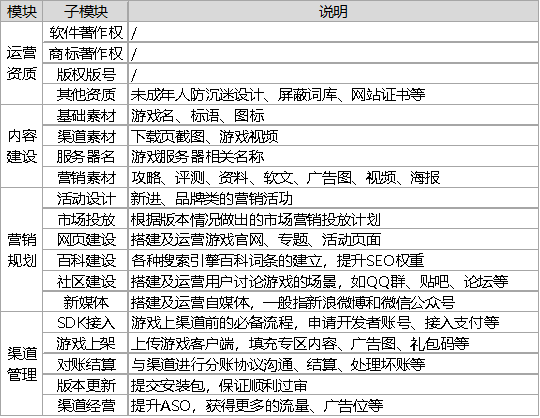 模块 子模块 说明
运营资质 软件著作权 /
商标著作权 /
版权版号 /
其他资质 未成年人防沉迷设计、屏蔽词库、网站证书等
内容建设 基础素材 游戏名、标语、图标
渠道素材 下载页截图、游戏视频
服务器名 游戏服务器相关名称
营销素材 攻略、评测、资料、软文、广告图、视频、海报
营销规划 活动设计 新进、品牌类的营销活动
市场投放 根据版本情况做出的市场营销投放计划
网页建设 搭建及运营游戏官网、专题、活动页面
百科建设 各种搜索引擎百科词条的建立，提升SEO权重
社区建设 搭建及运营用户讨论游戏的场景，如QQ群、贴吧、论坛等
新媒体 搭建及运营自媒体，一般指新浪微博和微信公众号
渠道管理 SDK接入 游戏上渠道前的必备流程，申请开发者账号、接入支付等
游戏上架 上传游戏客户端，填充专区内容、广告图、礼包码等
对账结算 与渠道进行分账协议沟通、结算、处理坏账等
版本更新 提交安装包，保证顺利过审
渠道经营 提升ASO，获得更多的流量、广告位等